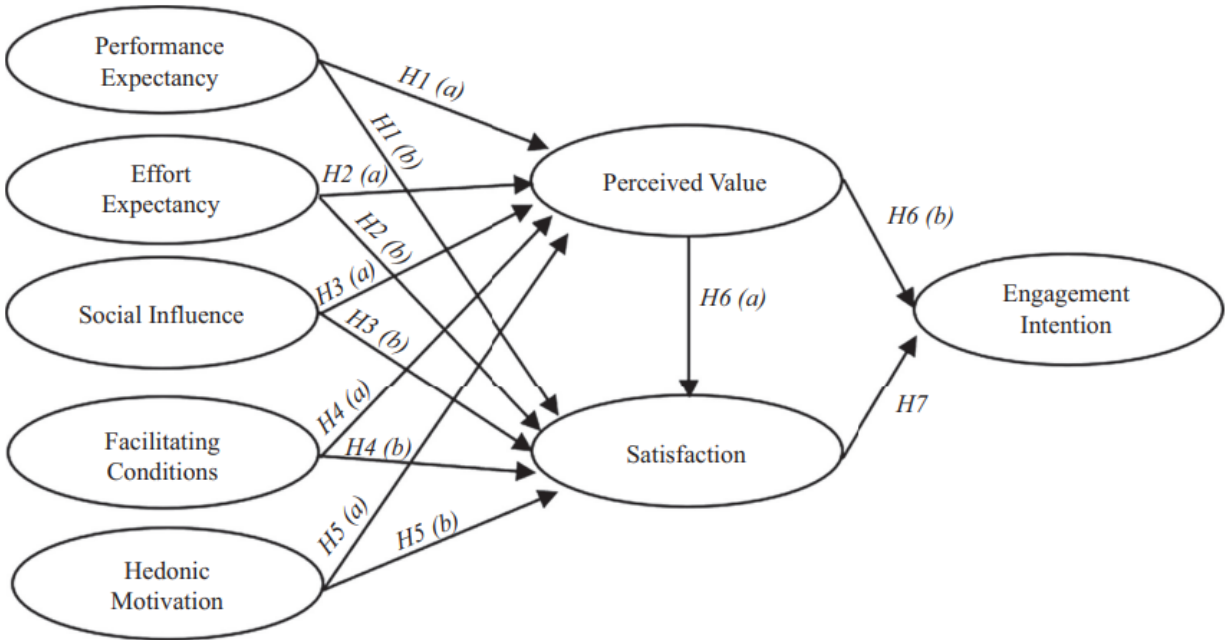 Performance
Expectancy
H1 (a)
H1 (b)
Effort
Expectancy
H2 (a)
H2 (b)
Perceived Value
H6 (b)
Social Influence
H3 (a)
H3 (b)
H6 (a)
Engagement
Intention
Facilitating
Conditions
H4 (a)
H4 (b)
Satisfaction
H7
Hedonic
Motivation
H5 (a)
H5 (b)